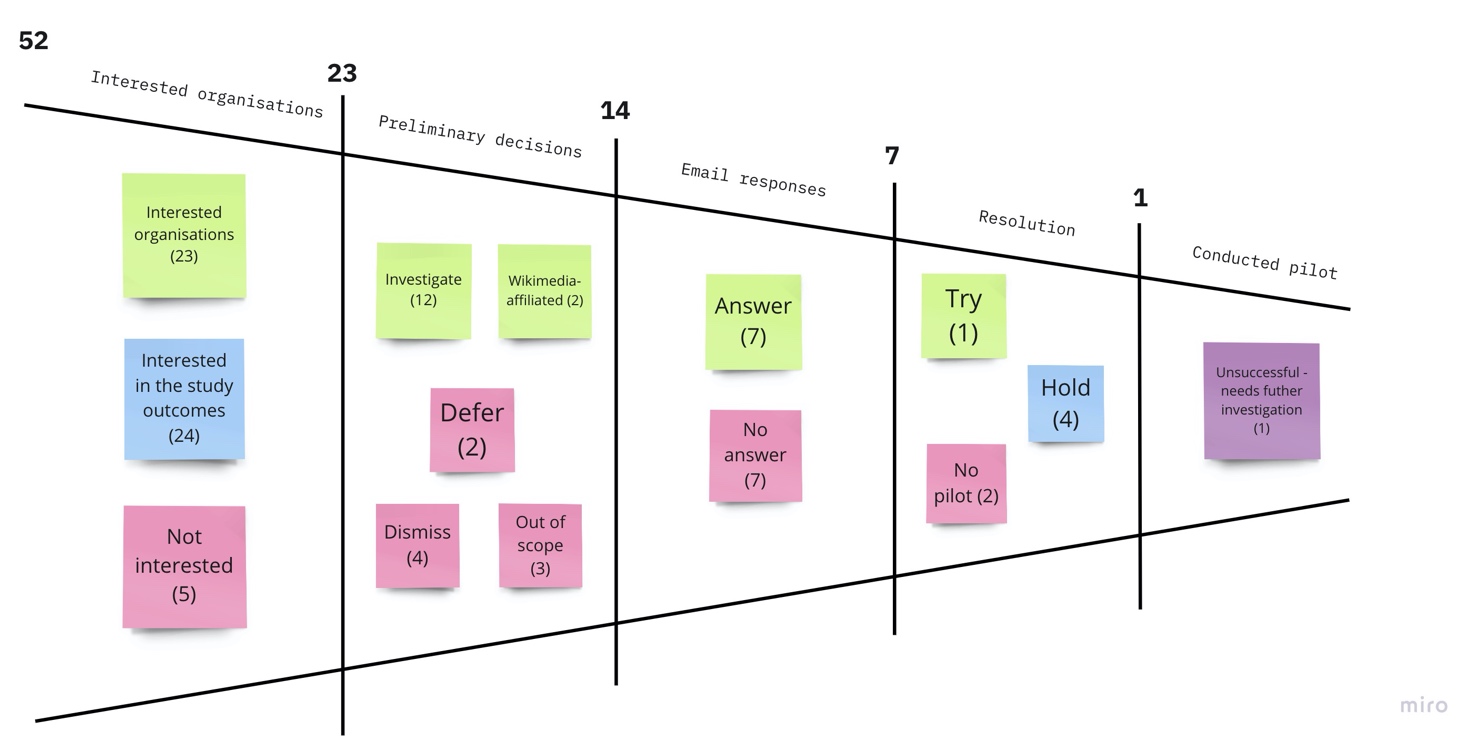 52
Interested organisations
23
Preliminary decisions
14
Email responses
7
Resolution
1
Conducted pilot
Interested
organisations
(23)
Interested
in the study
outcomes
(24)
Not
interested
(5)
Investigate
(12)
Wikimedia-
affiliated (2)
Defer
(2)
Dismiss
(4)
Out of
scope
(3)
Answer
(7)
No
answer
(7)
Try
(1)
Hold
(4)
No
pilot (2)
Unsuccessful -
needs futher
investigation
(1)
miro